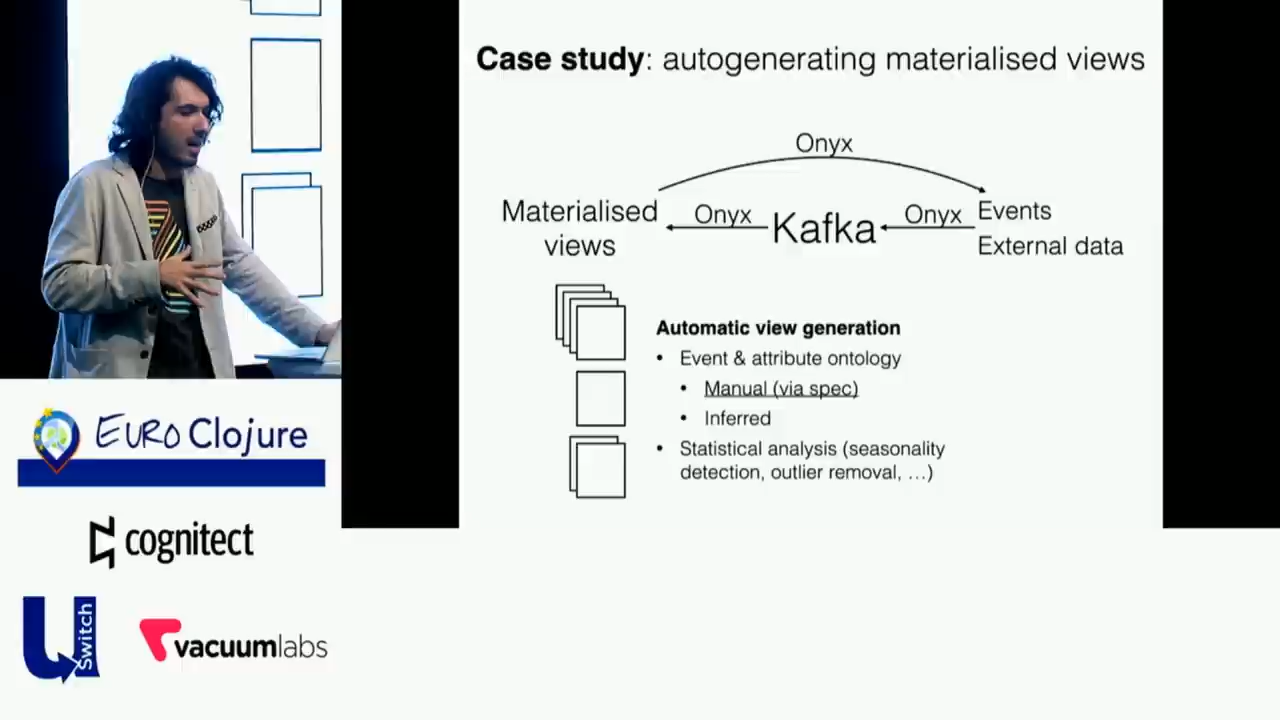 Case study: autogenerating materialised views
Onyx
Materialised
views
Onyx
Kafka
Onyx
Events
External data
Automatic view generation
• Event & attribute ontology
• Manual (via spec)
• Inferred
• Statistical analysis (seasonality
detection, outlier removal, …)
EURO Clojure
cognitect
U
Switch
vacuumlabs